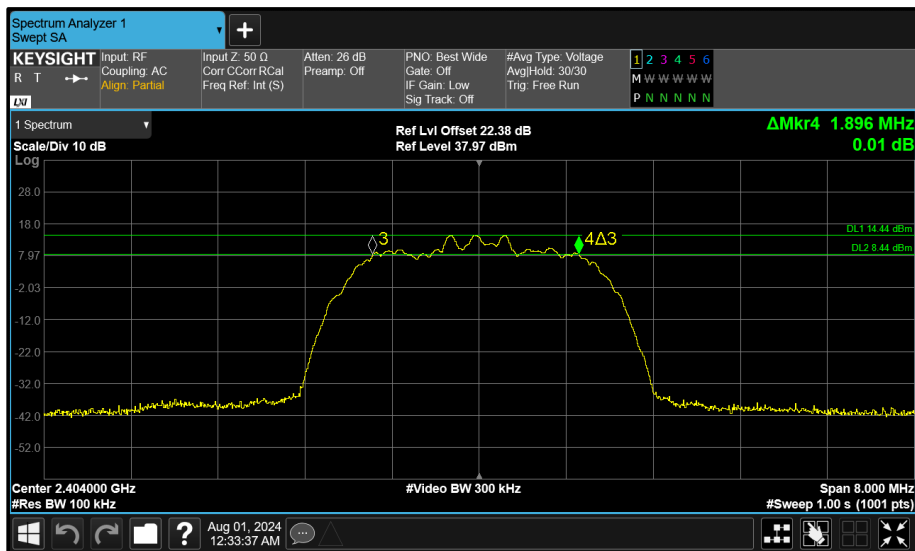 Spectrum Analyzer 1
Swept SA
+
KEYSIGHT
R T
LXI
Input: RF
Coupling: AC
Align: Partial
Input Z: 50 Ω
Corr CCorr RCal
Freq Ref: Int (S)
Atten: 26 dB
Preamp: Off
PNO: Best Wide
Gate: Off
IF Gain: Low
Sig Track: Off
#Avg Type: Voltage
Avg|Hold: 30/30
Trig: Free Run
1 2 3 4 5 6
M W W W W W
P N N N N N
1 Spectrum
Scale/Div 10 dB
Ref Lvl Offset 22.38 dB
Ref Level 37.97 dBm
ΔMkr4 1.896 MHz
0.01 dB
Log
28.0
18.0
7.97
-2.03
-12.0
-22.0
-32.0
-42.0
-52.0
3
4Δ3
DL1 14.44 dBm
DL2 8.44 dBm
Center 2.404000 GHz
#Res BW 100 kHz
#Video BW 300 kHz
Span 8.000 MHz
#Sweep 1.00 s (1001 pts)
?
Aug 01, 2024
12:33:37 AM